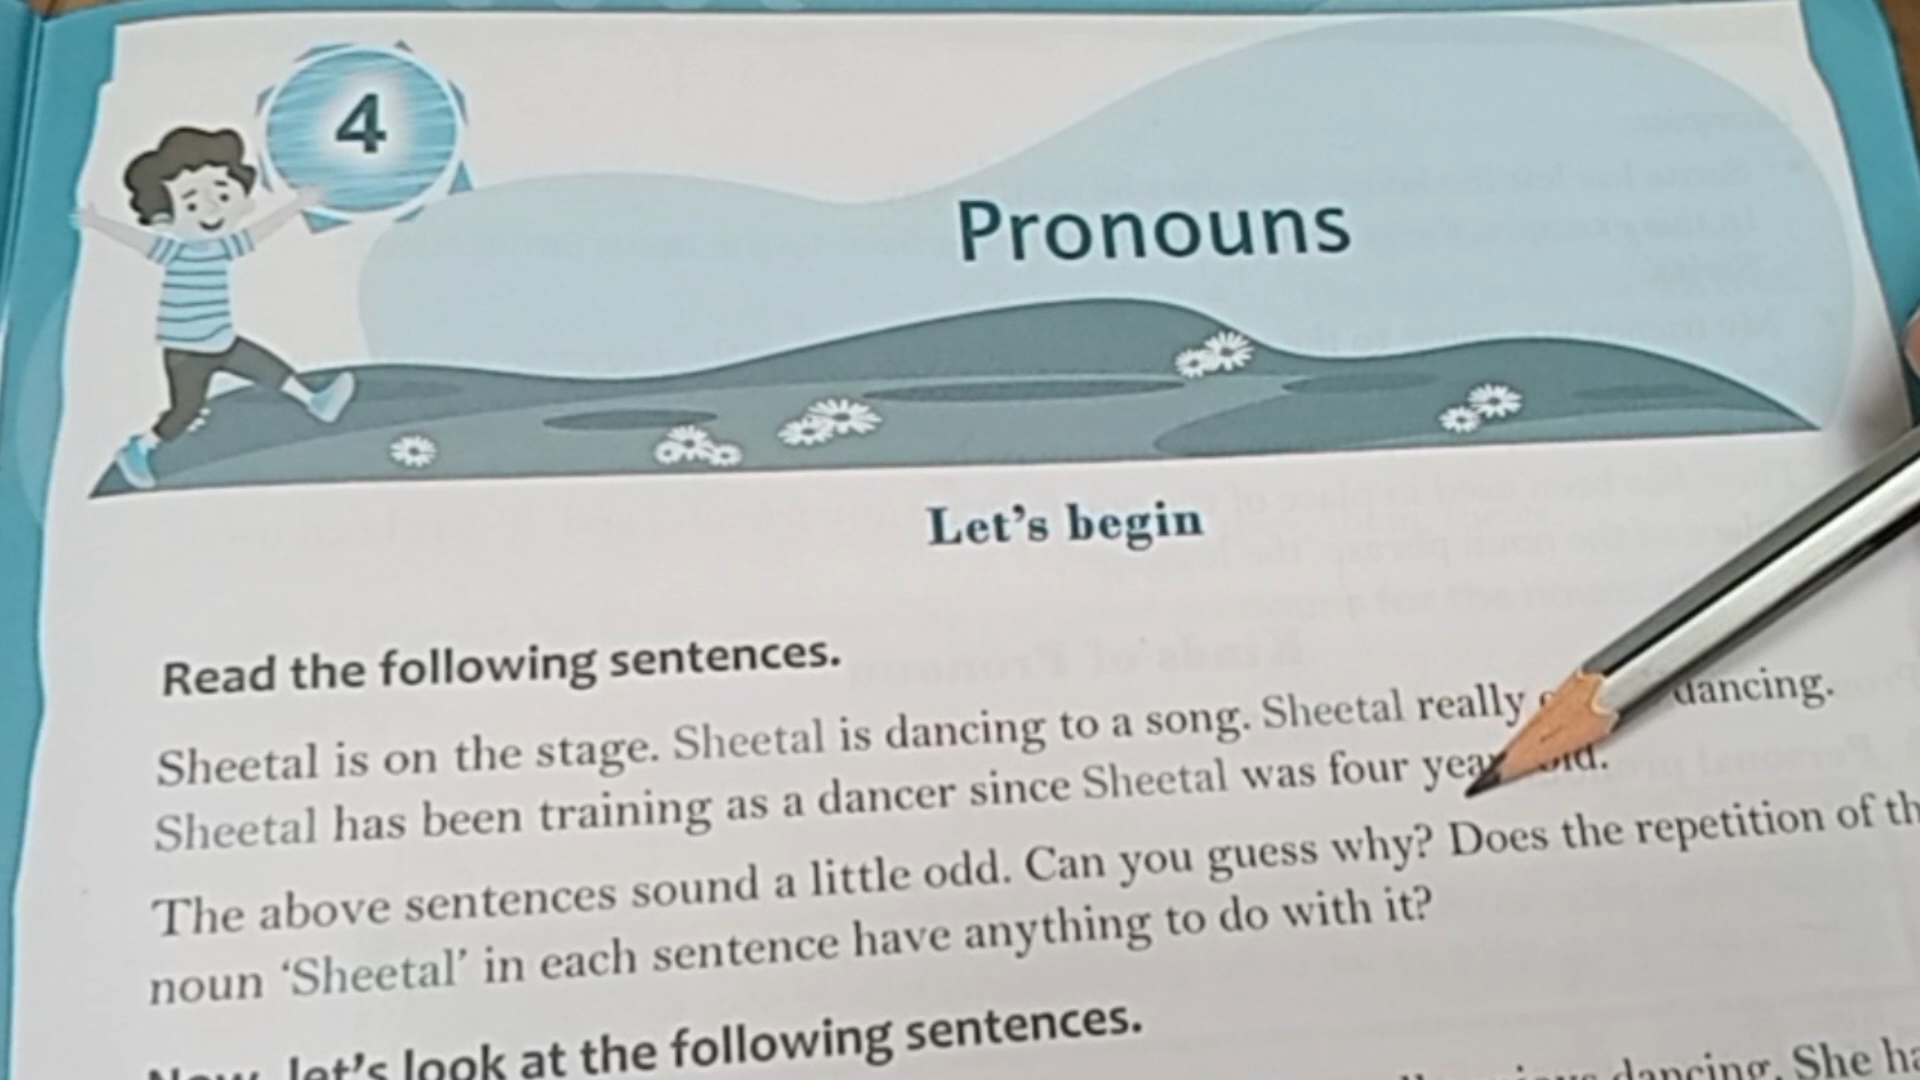 4
Pronouns
Let's begin
Read the following sentences.
Sheetal is on the stage. Sheetal is dancing to a song. Sheetal really dancing.
Sheetal has been training as a dancer since Sheetal was four
The above sentences sound a little odd. Can you guess why? Does the repetition of
noun ‘Sheetal’ in each sentence have anything to do with it?
let's look at the following sentences.
dancing. She